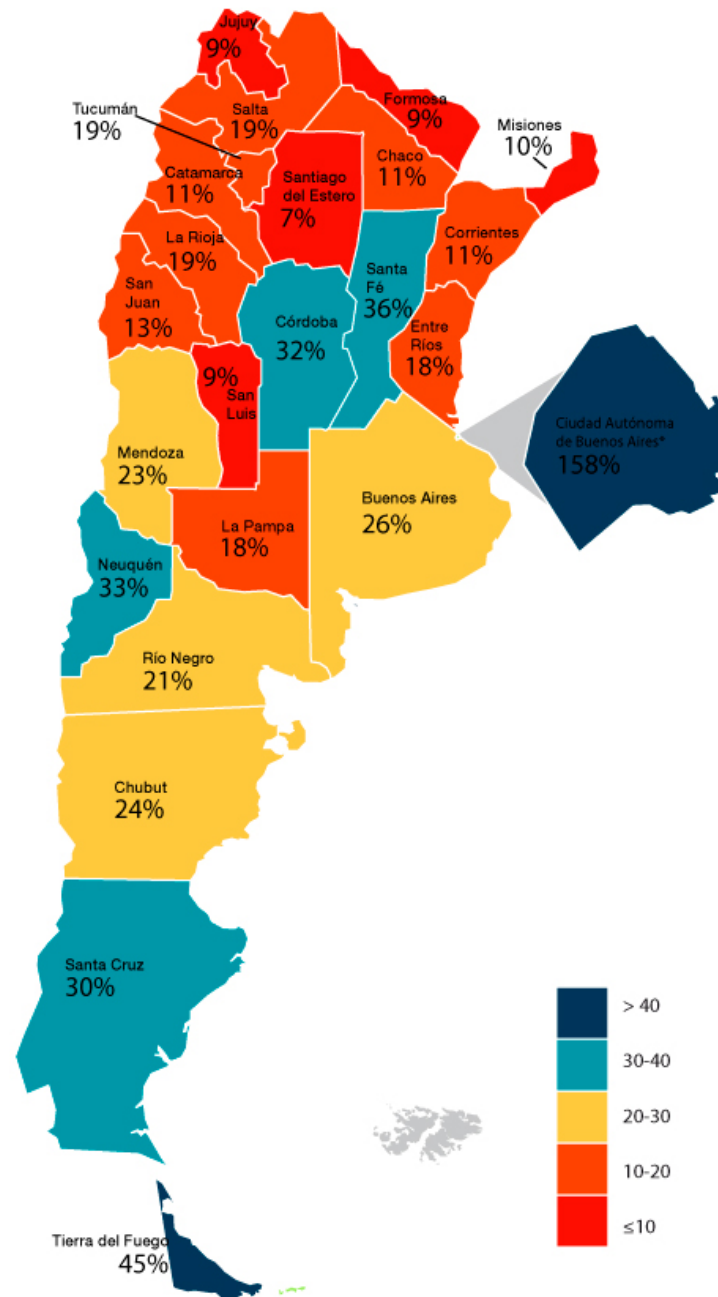 Jujuy
9%
Tucumán
19%
Salta
19%
Formosa
9%
Misiones
10%
Catamarca
11%
Santiago
del Estero
7%
Chaco
11%
La Rioja
19%
Corrientes
11%
San
Juan
13%
Córdoba
32%
Santa
Fé
36%
Entre
Ríos
18%
9%
San
Luis
Ciudad Autónoma
de Buenos Aires*
158%
Mendoza
23%
La Pampa
18%
Buenos Aires
26%
Neuquén
33%
Río Negro
21%
Chubut
24%
Santa Cruz
30%
Tierra del Fuego
45%
> 40
30-40
20-30
10-20
≤10